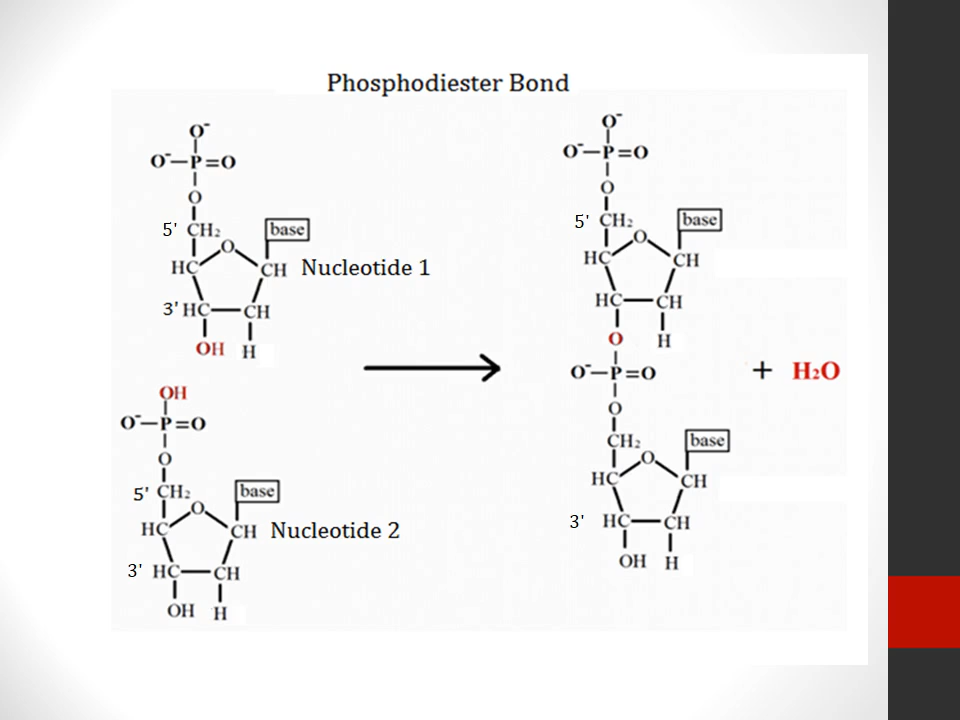 Phosphodiester Bond
O⁻
O⁻—P=O
O
5' CH₂ base
O
HC CH Nucleotide 1
3' HC—CH
OH H
OH
O⁻—P=O
O
5' CH₂ base
O
HC CH Nucleotide 2
3' HC—CH
OH H
O⁻
O⁻—P=O
O
5' CH₂ base
O
HC CH
HC—CH
O H
O⁻—P=O + H₂O
O
CH₂ base
O
HC CH
3' HC—CH
OH H